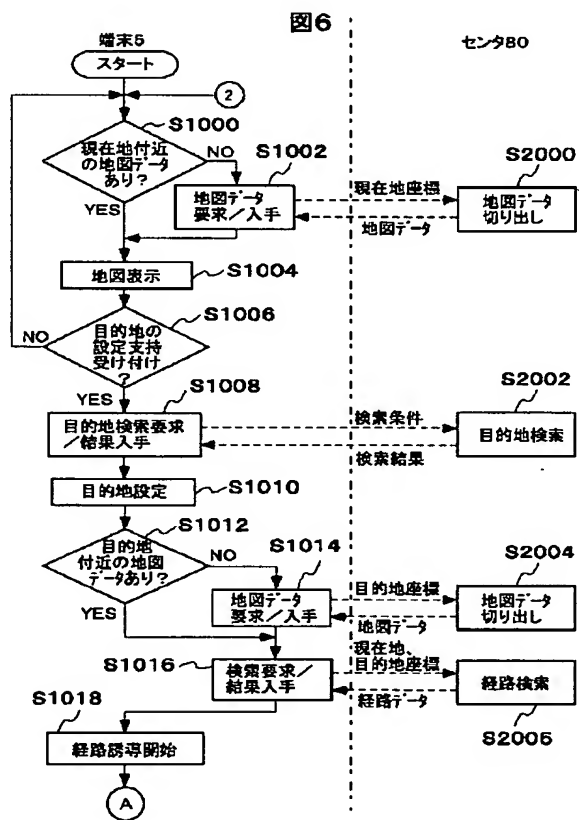 図6
端末5
センタ80
スタート
2
S1000
現在地付近
の地図データ
あり?
NO
YES
S1002
地図データ
要求/入手
現在地座標
地図データ
S2000
地図データ
切り出し
地図表示
S1004
S1006
目的地の
設定支持
受け付け
?
NO
YES
S1008
目的地検索要求
/結果入手
検索条件
検索結果
S2002
目的地検索
目的地設定
S1010
S1012
目的地
付近の地図
データあり?
NO
YES
S1014
地図データ
要求/入手
目的地座標
地図データ
S2004
地図データ
切り出し
S1016
検索要求/
結果入手
現在地、
目的地座標
経路データ
経路検索
S2006
S1018
経路誘導開始
A